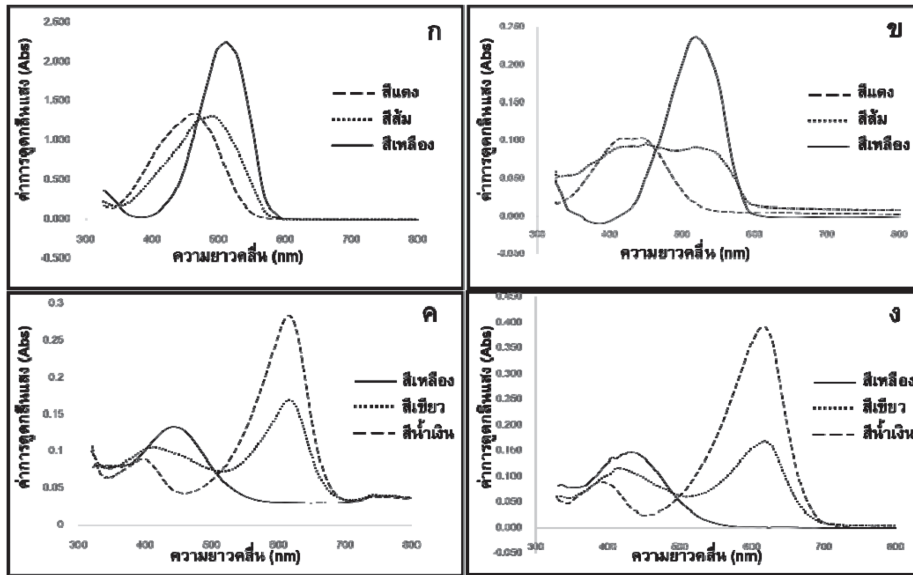 ก
ค่าการดูดกลืนแสง (Abs)
2.500
2.000
1.500
1.000
0.500
0.000
-0.500
300 400 500 600 700 800
ความยาวคลื่น (nm)
สีแดง
สีส้ม
สีเหลือง
ข
ค่าการดูดกลืนแสง (Abs)
0.250
0.200
0.150
0.100
0.050
0.000
-0.050
300 400 500 600 700 800
ความยาวคลื่น (nm)
สีแดง
สีส้ม
สีเหลือง
ค
ค่าการดูดกลืนแสง (Abs)
0.3
0.25
0.2
0.15
0.1
0.05
0
300 400 500 600 700 800
ความยาวคลื่น (nm)
สีเหลือง
สีเขียว
สีน้ำเงิน
ง
ค่าการดูดกลืนแสง (Abs)
0.450
0.400
0.350
0.300
0.250
0.200
0.150
0.100
0.050
0.000
-0.050
300 400 500 600 700 800
ความยาวคลื่น (nm)
สีเหลือง
สีเขียว
สีน้ำเงิน